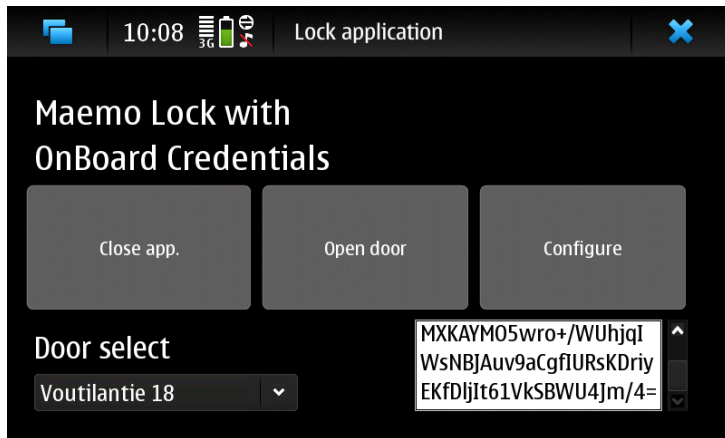 10:08 3G Lock application
Maemo Lock with
OnBoard Credentials
Close app. Open door Configure
Door select
Voutilantie 18
MXKAYMO5wro+/WUhjqI
WsNBJAuv9aCgfIURsKDriy
EKfDljIt61VkSBWU4Jm/4=